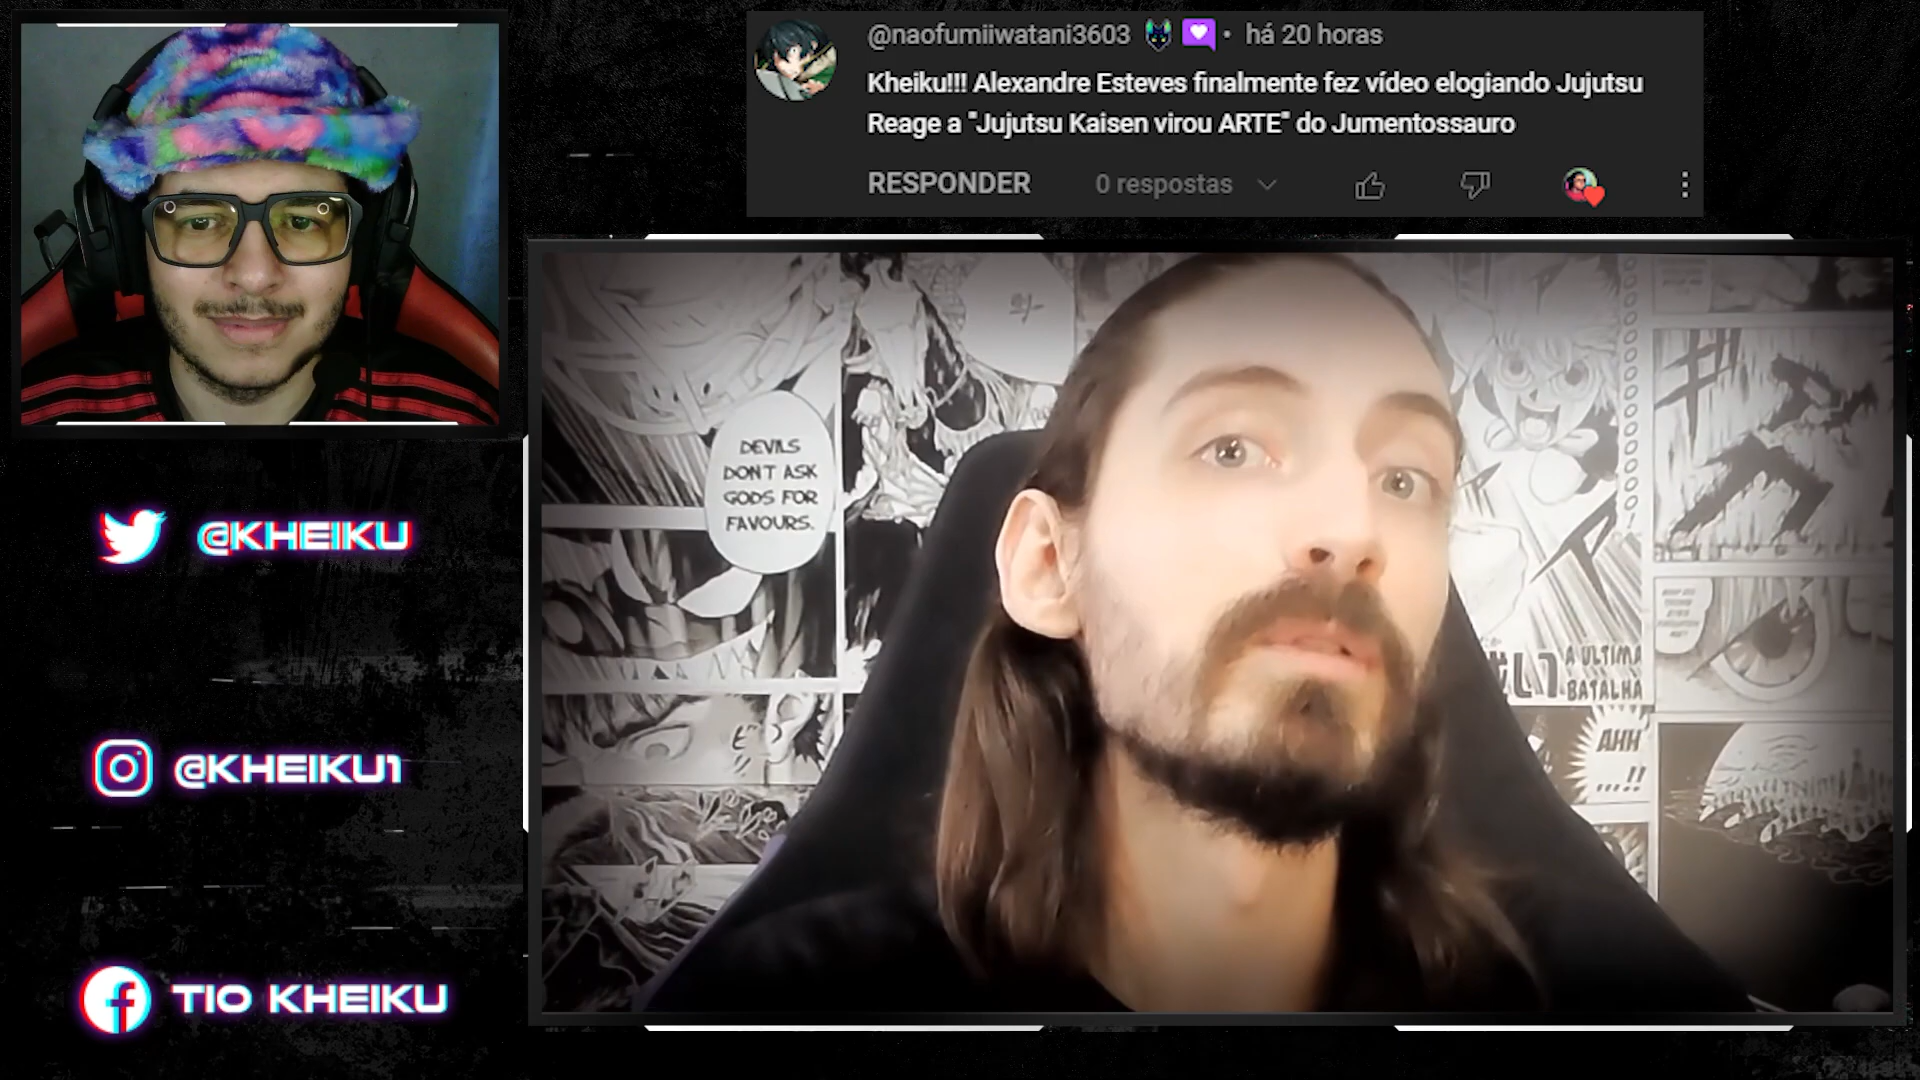 @naofumiiwatani3603 • há 20 horas
Kheiku!!! Alexandre Esteves finalmente fez vídeo elogiando Jujutsu
Reage a "Jujutsu Kaisen virou ARTE" do Jumentossauro
RESPONDER 0 respostas
DEVILS
DON'T ASK
GODS FOR
FAVOURS.
@KHEIKU
A ULTIMA
BATALHA
AHH
...!!
@KHEIKU1
TIO KHEIKU